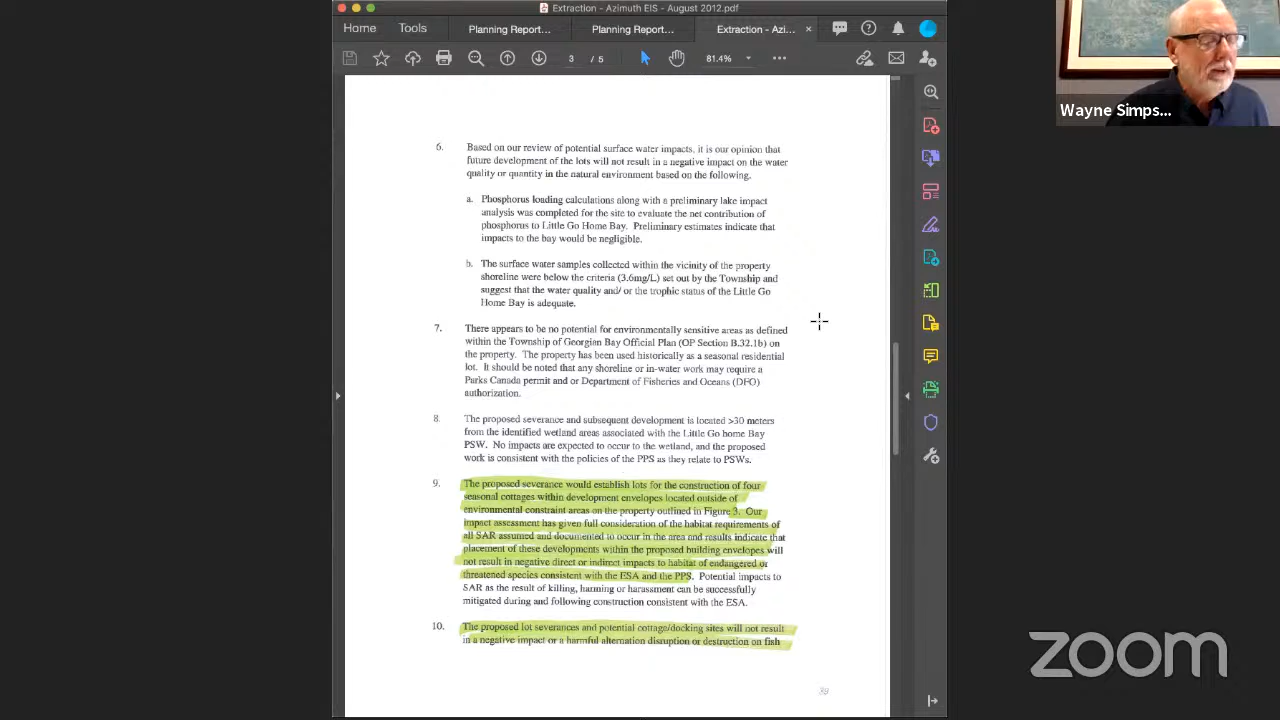 Extraction - Azimuth EIS - August 2012.pdf
Home
Tools
Planning Report...
Planning Report...
Extraction - Azi...
3 / 5
81.4%
Wayne Simps...
6. Based on our review of potential surface water impacts, it is our opinion that
future development of the lots will not result in a negative impact on the water
quality or quantity in the natural environment based on the following.
a. Phosphorus loading calculations along with a preliminary lake impact
analysis was completed for the site to evaluate the net contribution of
phosphorus to Little Go Home Bay. Preliminary estimates indicate that
impacts to the bay would be negligible.
b. The surface water samples collected within the vicinity of the property
shoreline were below the criteria (3.6mg/L) set out by the Township and
suggest that the water quality and/ or the trophic status of the Little Go
Home Bay is adequate.
7. There appears to be no potential for environmentally sensitive areas as defined
within the Township of Georgian Bay Official Plan (OP Section B.32.1b) on
the property. The property has been used historically as a seasonal residential
lot. It should be noted that any shoreline or in-water work may require a
Parks Canada permit and or Department of Fisheries and Oceans (DFO)
authorization.
8. The proposed severance and subsequent development is located >30 meters
from the identified wetland areas associated with the Little Go home Bay
PSW. No impacts are expected to occur to the wetland, and the proposed
work is consistent with the policies of the PPS as they relate to PSWs.
9. The proposed severance would establish lots for the construction of four
seasonal cottages within development envelopes located outside of
environmental constraint areas on the property outlined in Figure 3. Our
impact assessment has given full consideration of the habitat requirements of
all SAR assumed and documented to occur in the area and results indicate that
placement of these developments within the proposed building envelopes will
not result in negative direct or indirect impacts to habitat of endangered or
threatened species consistent with the ESA and the PPS. Potential impacts to
SAR as the result of killing, harming or harassment can be successfully
mitigated during and following construction consistent with the ESA.
10. The proposed lot severances and potential cottage/docking sites will not result
in a negative impact or a harmful alternation disruption or destruction on fish
39
zoom